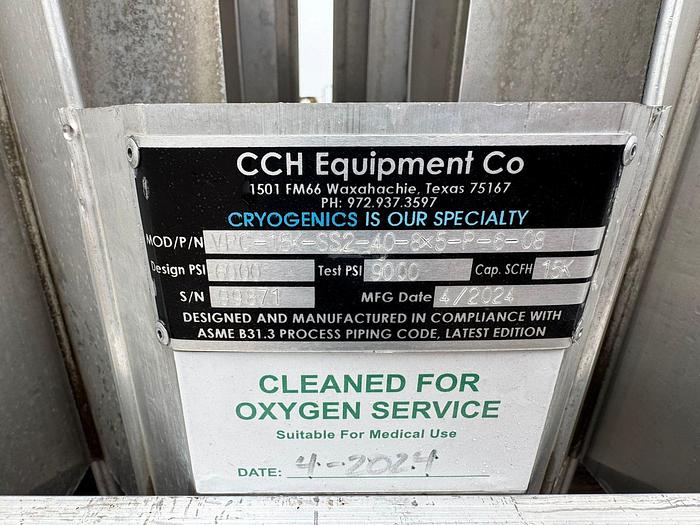 CCH Equipment Co
1501 FM66 Waxahachie, Texas 75167
PH: 972.937.3597
CRYOGENICS IS OUR SPECIALTY
MOD/P/N VPC-15K-SS2-40-8x5-P-8-08
Design PSI 6000 Test PSI 9000 Cap. SCFH 15K
S/N 09871 MFG Date 4/2024
DESIGNED AND MANUFACTURED IN COMPLIANCE WITH
ASME B31.3 PROCESS PIPING CODE, LATEST EDITION
CLEANED FOR
OXYGEN SERVICE
Suitable For Medical Use
DATE: 4-2024